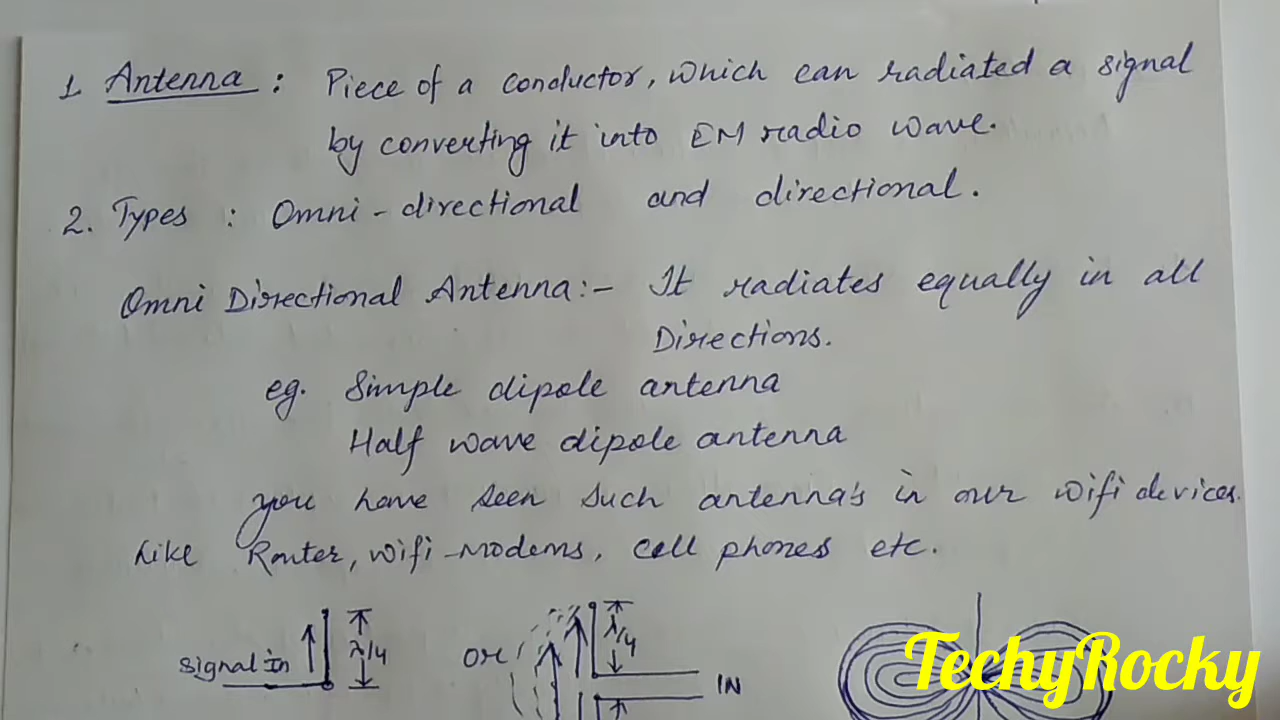 1 Antenna : Piece of a conductor, which can radiated a signal
by converting it into EM radio wave.
2. Types : Omni-directional and directional.
Omni Directional Antenna:- It radiates equally in all
Directions.
eg. Simple dipole antenna
Half wave dipole antenna
you have seen such antenna's in our wifi devices.
Like Router, wifi-modems, cell phones etc.
Signal In
λ/4
OR
λ/4
IN
TechyRocky